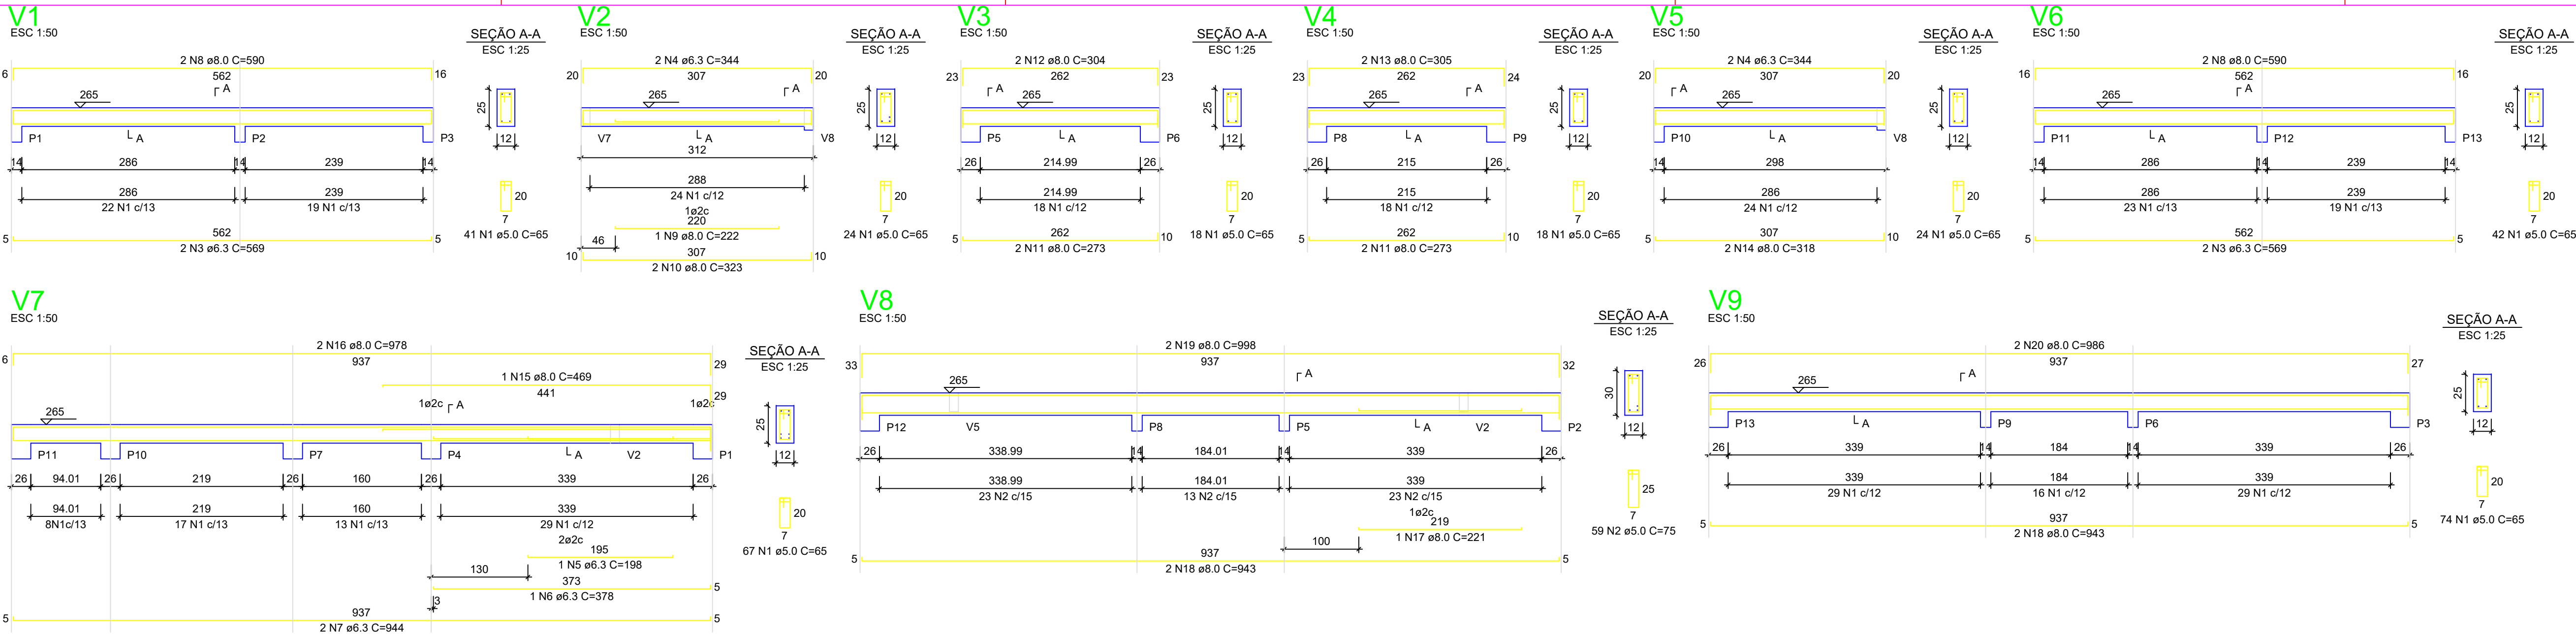 V1
ESC 1:50
SEÇÃO A-A
ESC 1:25
2 N8 ø8.0 C=590
6 562 16
A
265
25
12
P1 A P2 P3
14 286 14 239 14
286 239
22 N1 c/13 19 N1 c/13
20
7
41 N1 ø5.0 C=65
5 562 5
2 N3 ø6.3 C=569
V2
ESC 1:50
SEÇÃO A-A
ESC 1:25
2 N4 ø6.3 C=344
20 307 20
A
265
25
12
V7 A V8
312
288
24 N1 c/12
1ø2c
220
46 1 N9 ø8.0 C=222
10 307 10
2 N10 ø8.0 C=323
20
7
24 N1 ø5.0 C=65
V3
ESC 1:50
SEÇÃO A-A
ESC 1:25
2 N12 ø8.0 C=304
23 262 23
A
265
25
12
P5 A P6
26 214.99 26
214.99
18 N1 c/12
20
7
18 N1 ø5.0 C=65
5 262 10
2 N11 ø8.0 C=273
V4
ESC 1:50
SEÇÃO A-A
ESC 1:25
2 N13 ø8.0 C=305
23 262 24
A
265
25
12
P8 A P9
26 215 26
215
18 N1 c/12
20
7
18 N1 ø5.0 C=65
5 262 10
2 N11 ø8.0 C=273
V5
ESC 1:50
SEÇÃO A-A
ESC 1:25
2 N4 ø6.3 C=344
20 307 20
A
265
25
12
P10 A V8
14 298
286
24 N1 c/12
20
7
24 N1 ø5.0 C=65
5 307 10
2 N14 ø8.0 C=318
V6
ESC 1:50
SEÇÃO A-A
ESC 1:25
2 N8 ø8.0 C=590
16 562 16
A
265
25
12
P11 A P12 P13
14 286 14 239 14
286 239
23 N1 c/13 19 N1 c/13
20
7
42 N1 ø5.0 C=65
5 562 5
2 N3 ø6.3 C=569
V7
ESC 1:50
SEÇÃO A-A
ESC 1:25
2 N16 ø8.0 C=978
6 937 29
1 N15 ø8.0 C=469
441 29
1ø2c A 1ø2c
265
25
12
P11 P10 P7 P4 A V2 P1
26 94.01 26 219 26 160 26 339 26
94.01 219 160 339
8N1c/13 17 N1 c/13 13 N1 c/13 29 N1 c/12
20
7
67 N1 ø5.0 C=65
2ø2c
195
130 1 N5 ø6.3 C=198
373 5
1 N6 ø6.3 C=378
3
5 937 5
2 N7 ø6.3 C=944
V8
ESC 1:50
SEÇÃO A-A
ESC 1:25
2 N19 ø8.0 C=998
33 937 32
A
265
30
12
P12 V5 P8 P5 A V2 P2
26 338.99 14 184.01 14 339 26
338.99 184.01 339
23 N2 c/15 13 N2 c/15 23 N2 c/15
25
7
59 N2 ø5.0 C=75
1ø2c
219
100 1 N17 ø8.0 C=221
5 937 5
2 N18 ø8.0 C=943
V9
ESC 1:50
SEÇÃO A-A
ESC 1:25
2 N20 ø8.0 C=986
26 937 27
A
265
25
12
P13 A P9 P6 P3
26 339 14 184 14 339 26
339 184 339
29 N1 c/12 16 N1 c/12 29 N1 c/12
20
7
74 N1 ø5.0 C=65
5 937 5
2 N18 ø8.0 C=943